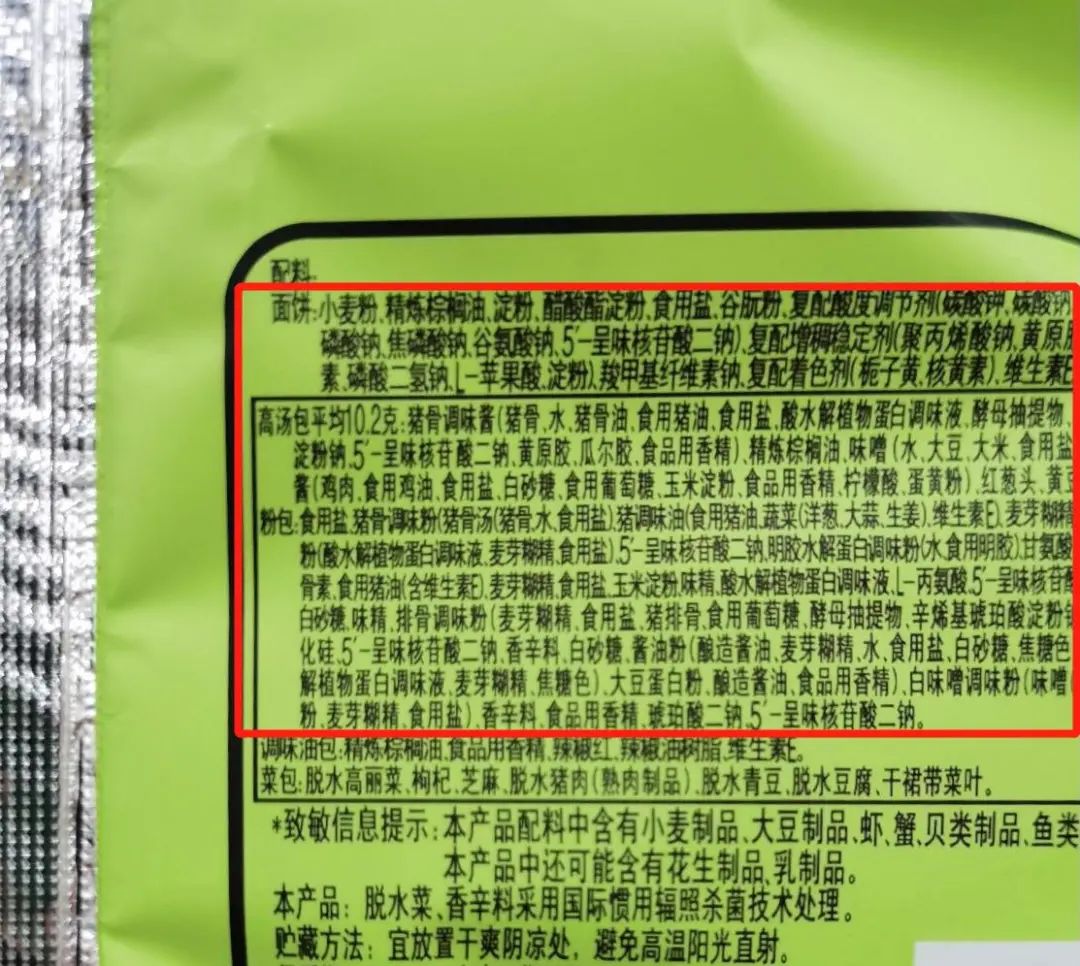 配料:
面饼:小麦粉、精炼棕榈油、淀粉、醋酸酯淀粉、食用盐、谷朊粉、复配酸度调节剂(碳酸钾、碳酸钠
磷酸钠、焦磷酸钠、谷氨酸钠、5′-呈味核苷酸二钠)、复配增稠稳定剂(聚丙烯酸钠、黄原胶
素、磷酸二氢钠、L-苹果酸、淀粉)、羧甲基纤维素钠、复配着色剂(栀子黄、核黄素)、维生素E
高汤包平均10.2克:猪骨调味酱(猪骨、水、猪骨油、食用猪油、食用盐、酸水解植物蛋白调味液、酵母抽提物、
淀粉钠、5′-呈味核苷酸二钠、黄原胶、瓜尔胶、食品用香精)、精炼棕榈油、味噌(水、大豆、大米、食用盐
酱(鸡肉、食用鸡油、食用盐、白砂糖、食用葡萄糖、玉米淀粉、食品用香精、柠檬酸、蛋黄粉)、红葱头、黄豆
粉包:食用盐、猪骨调味粉(猪骨汤(猪骨、水、食用盐)、猪调味油(食用猪油、蔬菜(洋葱、大蒜、生姜)、维生素E)、麦芽糊精
粉(酸水解植物蛋白调味液、麦芽糊精、食用盐)、5′-呈味核苷酸二钠、明胶水解蛋白调味粉(水、食用明胶)、甘氨酸
骨素、食用猪油(含维生素E)、麦芽糊精、食用盐、玉米淀粉、味精、酸水解植物蛋白调味液、L-丙氨酸、5′-呈味核苷酸
白砂糖、味精、排骨调味粉(麦芽糊精、食用盐、猪排骨、食用葡萄糖、酵母抽提物、辛烯基琥珀酸淀粉钠
化硅、5′-呈味核苷酸二钠、香辛料、白砂糖、酱油粉(酿造酱油、麦芽糊精、水、食用盐、白砂糖、焦糖色
解植物蛋白调味液、麦芽糊精、焦糖色)、大豆蛋白粉、酿造酱油、食品用香精)、白味噌调味粉(味噌(
粉、麦芽糊精、食用盐)、香辛料、食品用香精、琥珀酸二钠、5′-呈味核苷酸二钠。
调味油包:精炼棕榈油、食品用香精、辣椒红、辣椒油树脂、维生素E。
菜包:脱水高丽菜、枸杞、芝麻、脱水猪肉(熟肉制品)、脱水青豆、脱水豆腐、干裙带菜叶。
*致敏信息提示:本产品配料中含有小麦制品、大豆制品、虾、蟹、贝类制品、鱼类
本产品中还可能含有花生制品、乳制品。
本产品:脱水菜、香辛料采用国际惯用辐照杀菌技术处理。
贮藏方法:宜放置干爽阴凉处,避免高温阳光直射。